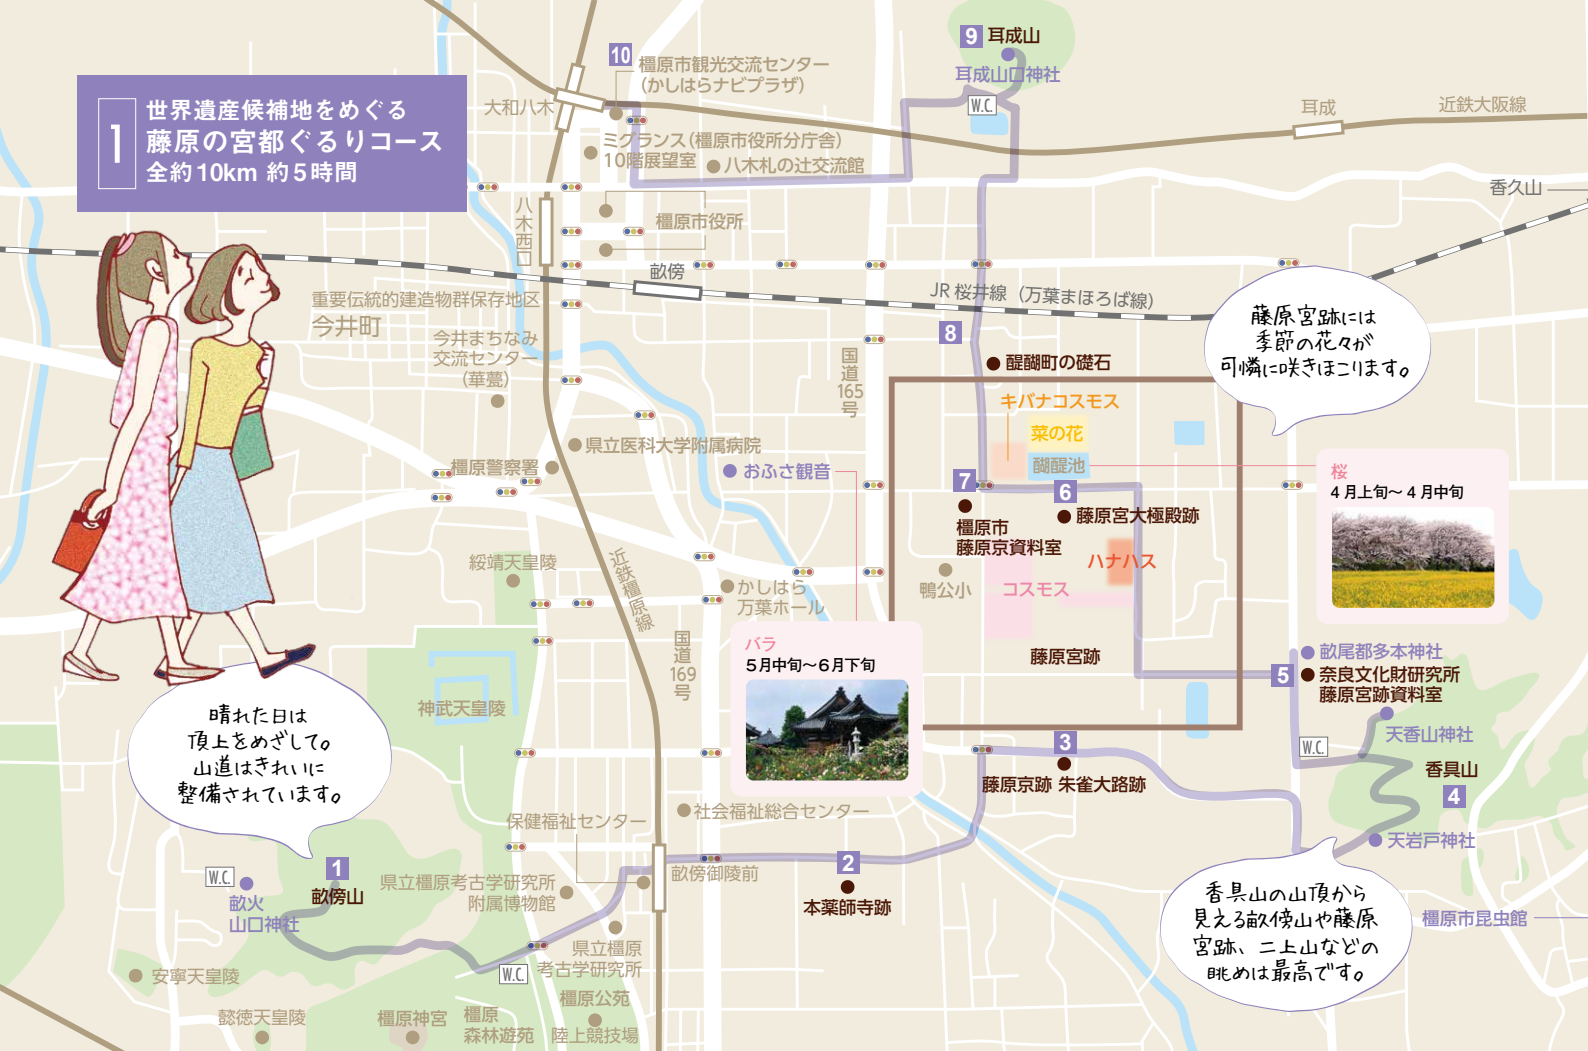 1
世界遺産候補地をめぐる
藤原の宮都ぐるりコース
全約10km 約5時間
10
橿原市観光交流センター
(かしはらナビプラザ)
大和八木
ミグランス(橿原市役所分庁舎)
10階展望室
八木札の辻交流館
9 耳成山
耳成山口神社
W.C.
耳成
近鉄大阪線
香久山
八木西口
橿原市役所
畝傍
JR 桜井線（万葉まほろば線）
重要伝統的建造物群保存地区
今井町
今井まちなみ
交流センター
(華甍)
国道165号
8
醍醐町の礎石
藤原宮跡には
季節の花々が
可憐に咲きほこります。
キバナコスモス
菜の花
醍醐池
県立医科大学附属病院
橿原警察署
おふさ観音
7
橿原市
藤原京資料室
6
藤原宮大極殿跡
桜
4月上旬〜4月中旬
ハナハス
コスモス
鴨公小
綏靖天皇陵
近鉄橿原線
かしはら
万葉ホール
国道169号
バラ
5月中旬〜6月下旬
藤原宮跡
神武天皇陵
5
畝尾都多本神社
奈良文化財研究所
藤原宮跡資料室
天香山神社
W.C.
香具山
4
3
藤原京跡 朱雀大路跡
天岩戸神社
晴れた日は
頂上をめざして。
山道はきれいに
整備されています。
保健福祉センター
社会福祉総合センター
畝傍御陵前
2
本薬師寺跡
1
畝傍山
W.C.
畝火
山口神社
県立橿原考古学研究所
附属博物館
県立橿原
考古学研究所
W.C.
香具山の山頂から
見える畝傍山や藤原
宮跡、二上山などの
眺めは最高です。
橿原市昆虫館
安寧天皇陵
懿徳天皇陵
橿原神宮
橿原
森林遊苑
橿原公苑
陸上競技場